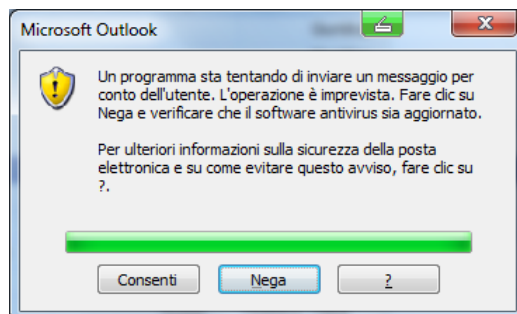 Microsoft Outlook
Un programma sta tentando di inviare un messaggio per
conto dell'utente. L'operazione è imprevista. Fare clic su
Nega e verificare che il software antivirus sia aggiornato.
Per ulteriori informazioni sulla sicurezza della posta
elettronica e su come evitare questo avviso, fare clic su
?.
Consenti
Nega
?